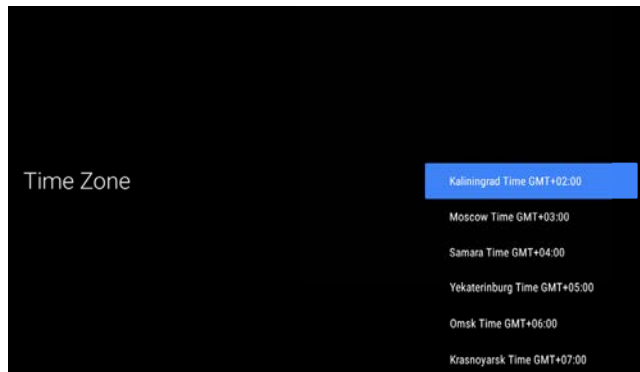 Time Zone
Kaliningrad Time GMT+02:00
Moscow Time GMT+03:00
Samara Time GMT+04:00
Yekaterinburg Time GMT+05:00
Omsk Time GMT+06:00
Krasnoyarsk Time GMT+07:00